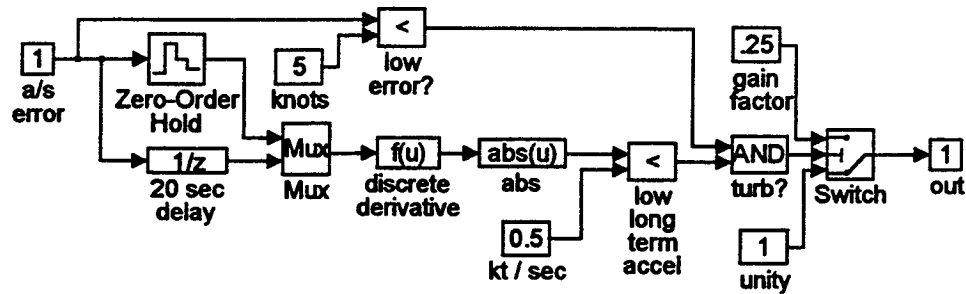 1
a/s
error
Zero-Order
Hold
1/z
20 sec
delay
5
knots
<
low
error?
Mux
Mux
f(u)
discrete
derivative
abs(u)
abs
0.5
kt / sec
<
low
long
term
accel
.25
gain
factor
AND
turb?
1
unity
Switch
1
out